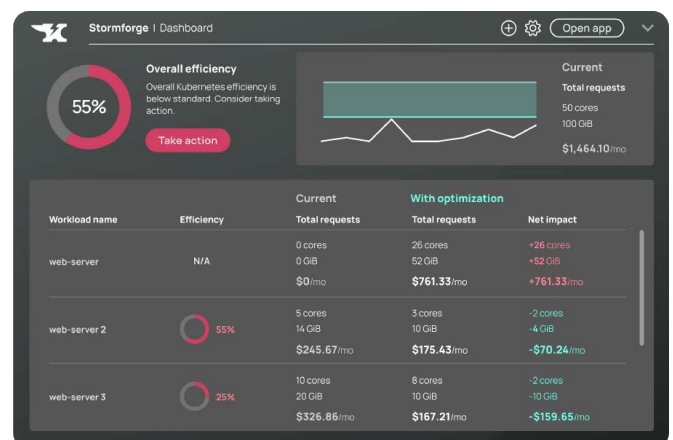 Stormforge | Dashboard
Open app
55%
Overall efficiency
Overall Kubernetes efficiency is
below standard. Consider taking
action.
Take action
Current
Total requests
50 cores
100 GiB
$1,464.10/mo
Current
With optimization
Workload name
Efficiency
Total requests
Total requests
Net impact
web-server
N/A
0 cores
0 GiB
$0/mo
26 cores
52 GiB
$761.33/mo
+26 cores
+52 GiB
+761.33/mo
web-server 2
55%
5 cores
14 GiB
$245.67/mo
3 cores
10 GiB
$175.43/mo
-2 cores
-4 GiB
-$70.24/mo
web-server 3
25%
10 cores
20 GiB
$326.86/mo
8 cores
10 GiB
$167.21/mo
-2 cores
-10 GiB
-$159.65/mo